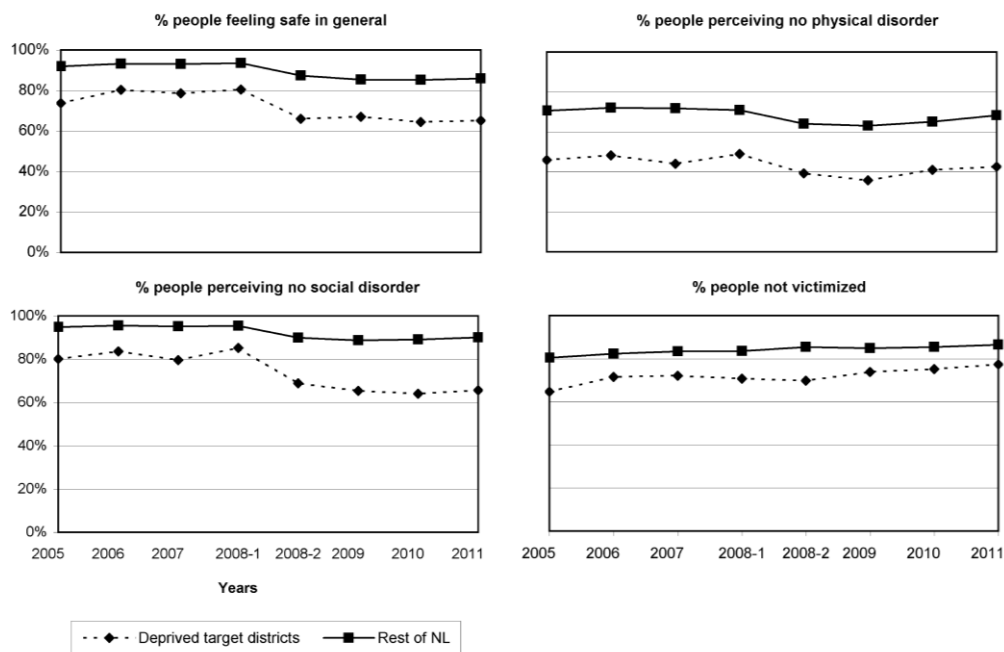 % people feeling safe in general
% people perceiving no physical disorder
100%
80%
60%
40%
20%
0%
% people perceiving no social disorder
% people not victimized
100%
80%
60%
40%
20%
0%
2005 2006 2007 2008-1 2008-2 2009 2010 2011
2005 2006 2007 2008-1 2008-2 2009 2010 2011
Years
Deprived target districts Rest of NL